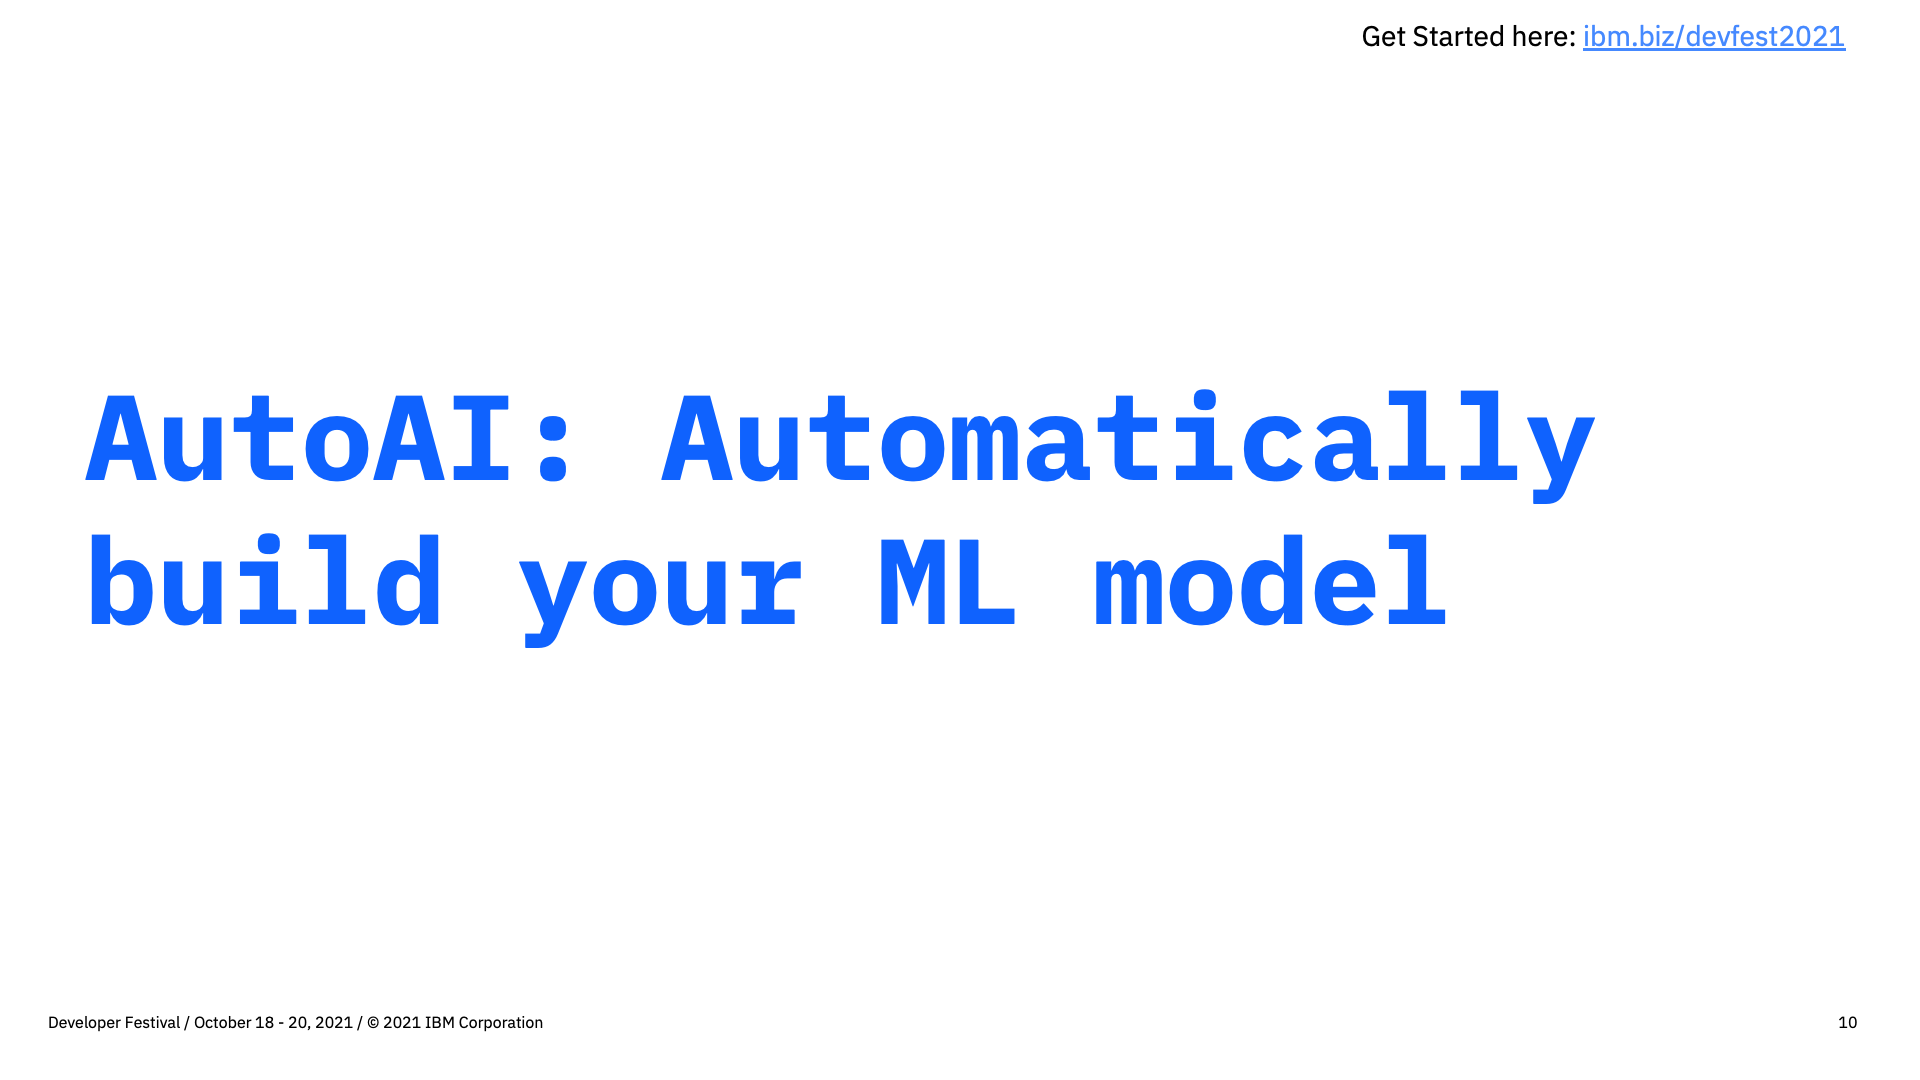 Get Started here: ibm.biz/devfest2021
AutoAI: Automatically
build your ML model
Developer Festival / October 18 - 20, 2021 / © 2021 IBM Corporation
10